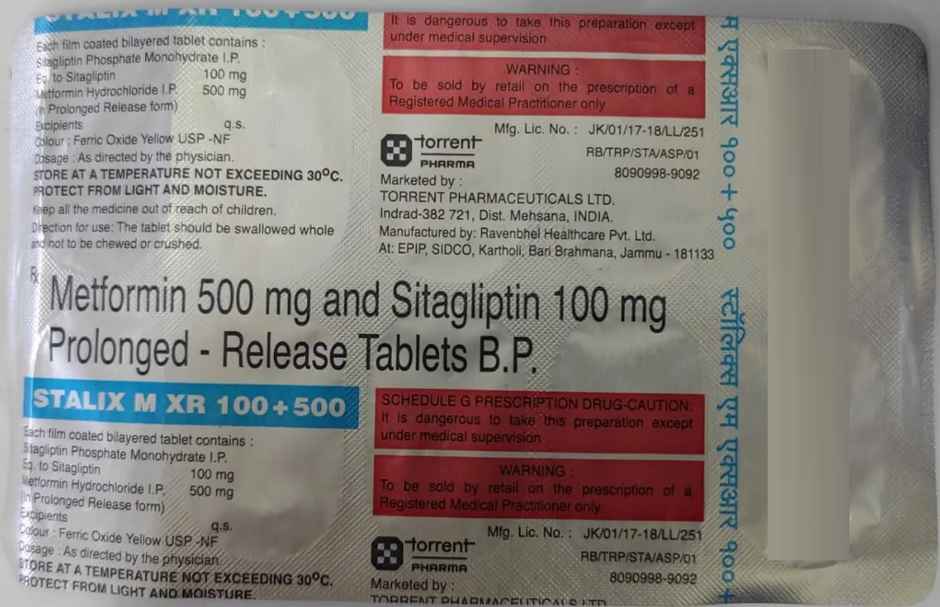 STALIX M XR 100+500
Each film coated bilayered tablet contains :
Sitagliptin Phosphate Monohydrate I.P.
Eq. to Sitagliptin 100 mg
Metformin Hydrochloride I.P. 500 mg
(In Prolonged Release form)
Excipients q.s.
Colour : Ferric Oxide Yellow USP -NF
Dosage : As directed by the physician.
STORE AT A TEMPERATURE NOT EXCEEDING 30°C.
PROTECT FROM LIGHT AND MOISTURE.
Keep all the medicine out of reach of children.
Direction for use: The tablet should be swallowed whole
and not to be chewed or crushed.
It is dangerous to take this preparation except
under medical supervision
WARNING :
To be sold by retail on the prescription of a
Registered Medical Practitioner only
Mfg. Lic. No. : JK/01/17-18/LL/251
torrent
PHARMA
RB/TRP/STA/ASP/01
8090998-9092
Marketed by :
TORRENT PHARMACEUTICALS LTD.
Indrad-382 721, Dist. Mehsana, INDIA.
Manufactured by: Ravenbhel Healthcare Pvt. Ltd.
At: EPIP, SIDCO, Kartholi, Bari Brahmana, Jammu - 181133
Rx
Metformin 500 mg and Sitagliptin 100 mg
Prolonged - Release Tablets B.P.
STALIX M XR 100+500
Each film coated bilayered tablet contains :
Sitagliptin Phosphate Monohydrate I.P.
Eq. to Sitagliptin 100 mg
Metformin Hydrochloride I.P. 500 mg
(In Prolonged Release form)
Excipients q.s.
Colour : Ferric Oxide Yellow USP -NF
Dosage : As directed by the physician
STORE AT A TEMPERATURE NOT EXCEEDING 30°C.
PROTECT FROM LIGHT AND MOISTURE.
SCHEDULE G PRESCRIPTION DRUG-CAUTION:
It is dangerous to take this preparation except
under medical supervision
WARNING :
To be sold by retail on the prescription of a
Registered Medical Practitioner only
Mfg. Lic. No. : JK/01/17-18/LL/251
torrent
PHARMA
RB/TRP/STA/ASP/01
8090998-9092
Marketed by :
TORRENT PHARMACEUTICALS LTD
म एक्सआर १०० + ५००
स्टॅलिक्स एम एक्सआर १०० +